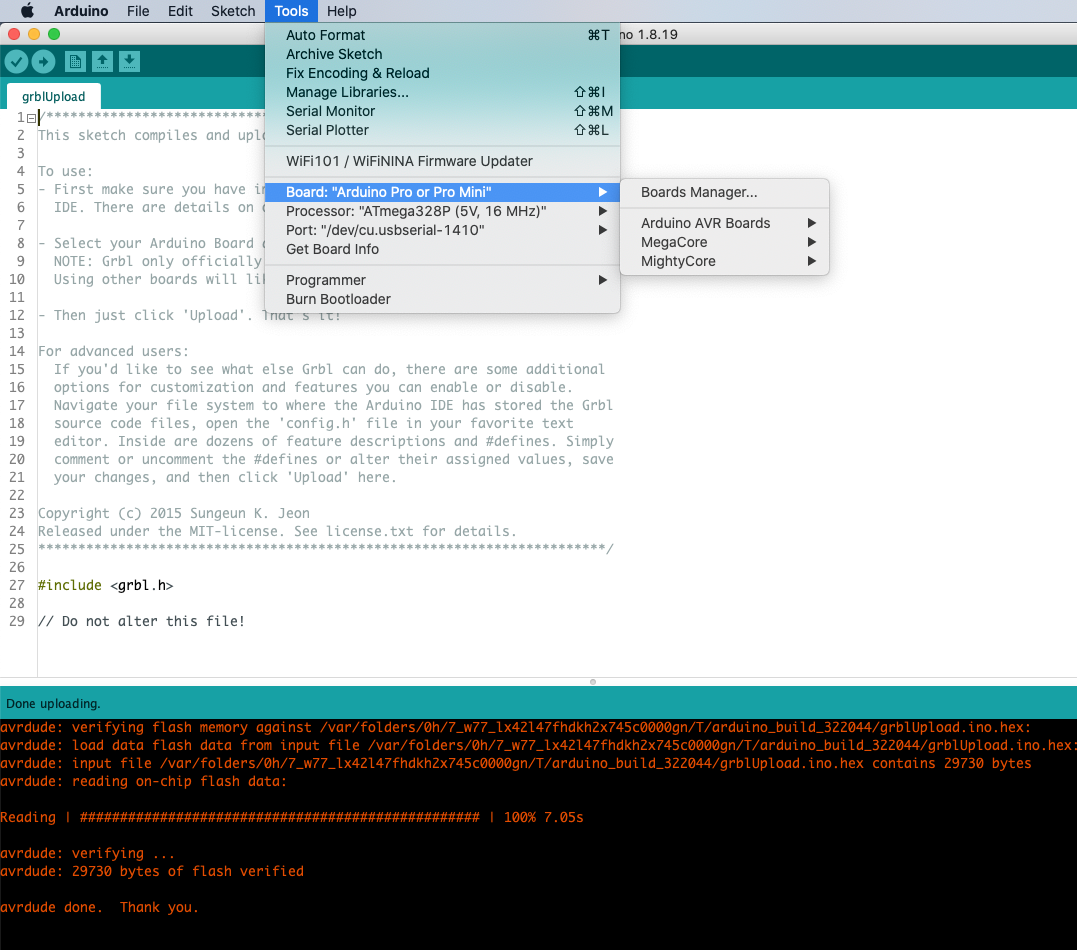 Arduino File Edit Sketch Tools Help
no 1.8.19
grblUpload
Auto Format ⌘T
Archive Sketch
Fix Encoding & Reload
Manage Libraries... ⇧⌘I
Serial Monitor ⇧⌘M
Serial Plotter ⇧⌘L
WiFi101 / WiFiNINA Firmware Updater
Board: "Arduino Pro or Pro Mini"
Processor: "ATmega328P (5V, 16 MHz)"
Port: "/dev/cu.usbserial-1410"
Get Board Info
Programmer
Burn Bootloader
Boards Manager...
Arduino AVR Boards
MegaCore
MightyCore
1 /****************************
2 This sketch compiles and uplo
3
4 To use:
5 - First make sure you have i
6 IDE. There are details on
7
8 - Select your Arduino Board
9 NOTE: Grbl only officially
10 Using other boards will li
11
12 - Then just click 'Upload'. That's it!
13
14 For advanced users:
15 If you'd like to see what else Grbl can do, there are some additional
16 options for customization and features you can enable or disable.
17 Navigate your file system to where the Arduino IDE has stored the Grbl
18 source code files, open the 'config.h' file in your favorite text
19 editor. Inside are dozens of feature descriptions and #defines. Simply
20 comment or uncomment the #defines or alter their assigned values, save
21 your changes, and then click 'Upload' here.
22
23 Copyright (c) 2015 Sungeun K. Jeon
24 Released under the MIT-license. See license.txt for details.
25 ***********************************************************************/
26
27 #include <grbl.h>
28
29 // Do not alter this file!
Done uploading.
avrdude: verifying flash memory against /var/folders/0h/7_w77_lx42l47fhdkh2x745c0000gn/T/arduino_build_322044/grblUpload.ino.hex:
avrdude: load data flash data from input file /var/folders/0h/7_w77_lx42l47fhdkh2x745c0000gn/T/arduino_build_322044/grblUpload.ino.hex:
avrdude: input file /var/folders/0h/7_w77_lx42l47fhdkh2x745c0000gn/T/arduino_build_322044/grblUpload.ino.hex contains 29730 bytes
avrdude: reading on-chip flash data:
Reading | ################################################## | 100% 7.05s
avrdude: verifying ...
avrdude: 29730 bytes of flash verified
avrdude done.  Thank you.